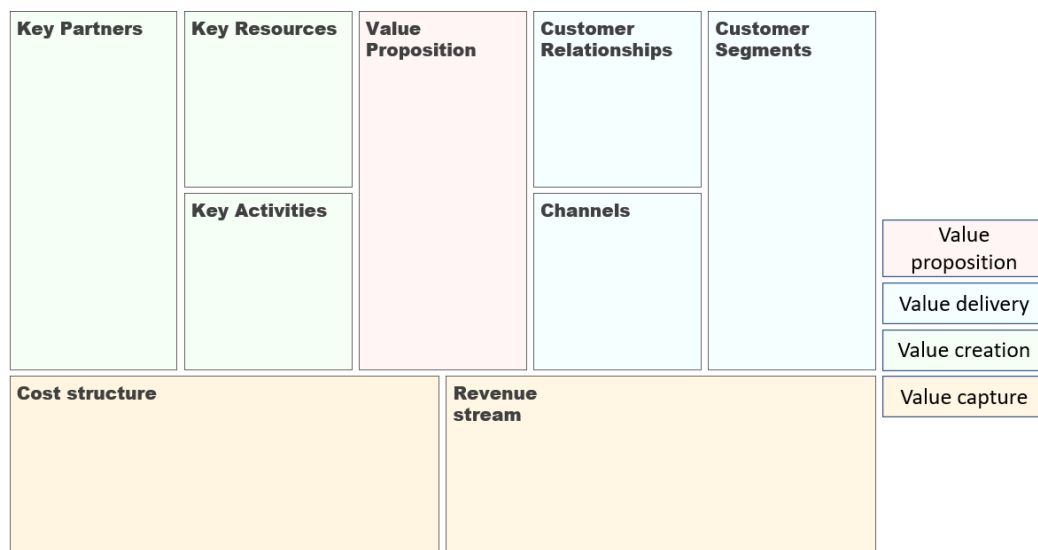 Key Partners
Key Resources
Value
Proposition
Customer
Relationships
Customer
Segments
Key Activities
Channels
Cost structure
Revenue
stream
Value
proposition
Value delivery
Value creation
Value capture